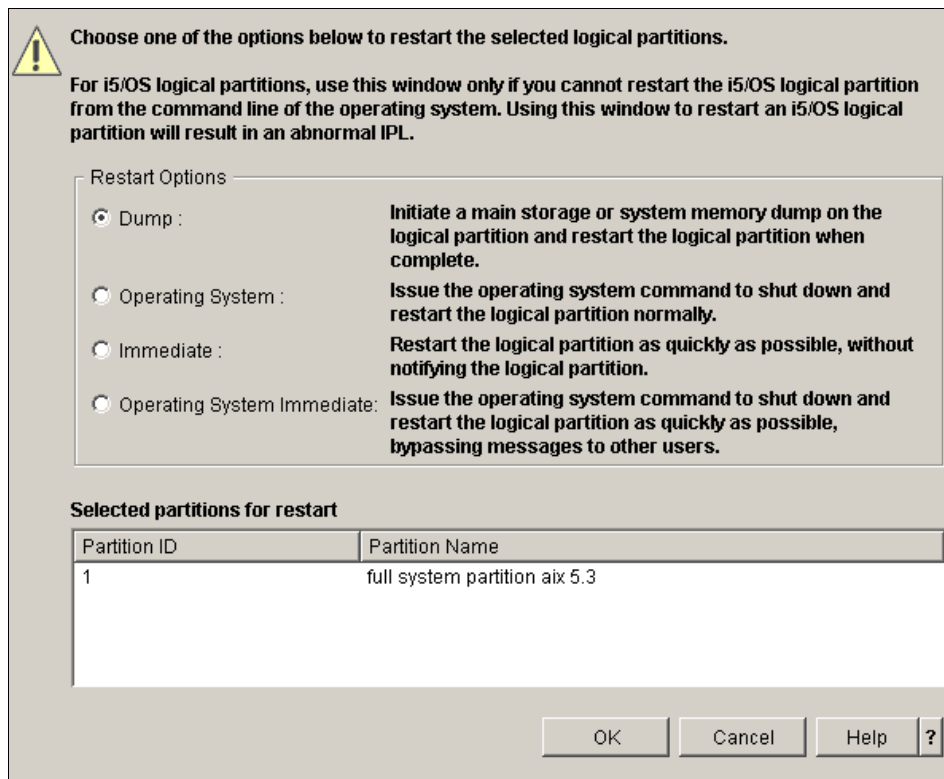 Choose one of the options below to restart the selected logical partitions.
For i5/OS logical partitions, use this window only if you cannot restart the i5/OS logical partition
from the command line of the operating system. Using this window to restart an i5/OS logical
partition will result in an abnormal IPL.
Restart Options
Dump :
Initiate a main storage or system memory dump on the
logical partition and restart the logical partition when
complete.
Operating System :
Issue the operating system command to shut down and
restart the logical partition normally.
Immediate :
Restart the logical partition as quickly as possible, without
notifying the logical partition.
Operating System Immediate:
Issue the operating system command to shut down and
restart the logical partition as quickly as possible,
bypassing messages to other users.
Selected partitions for restart
Partition ID Partition Name
1 full system partition aix 5.3
OK Cancel Help ?